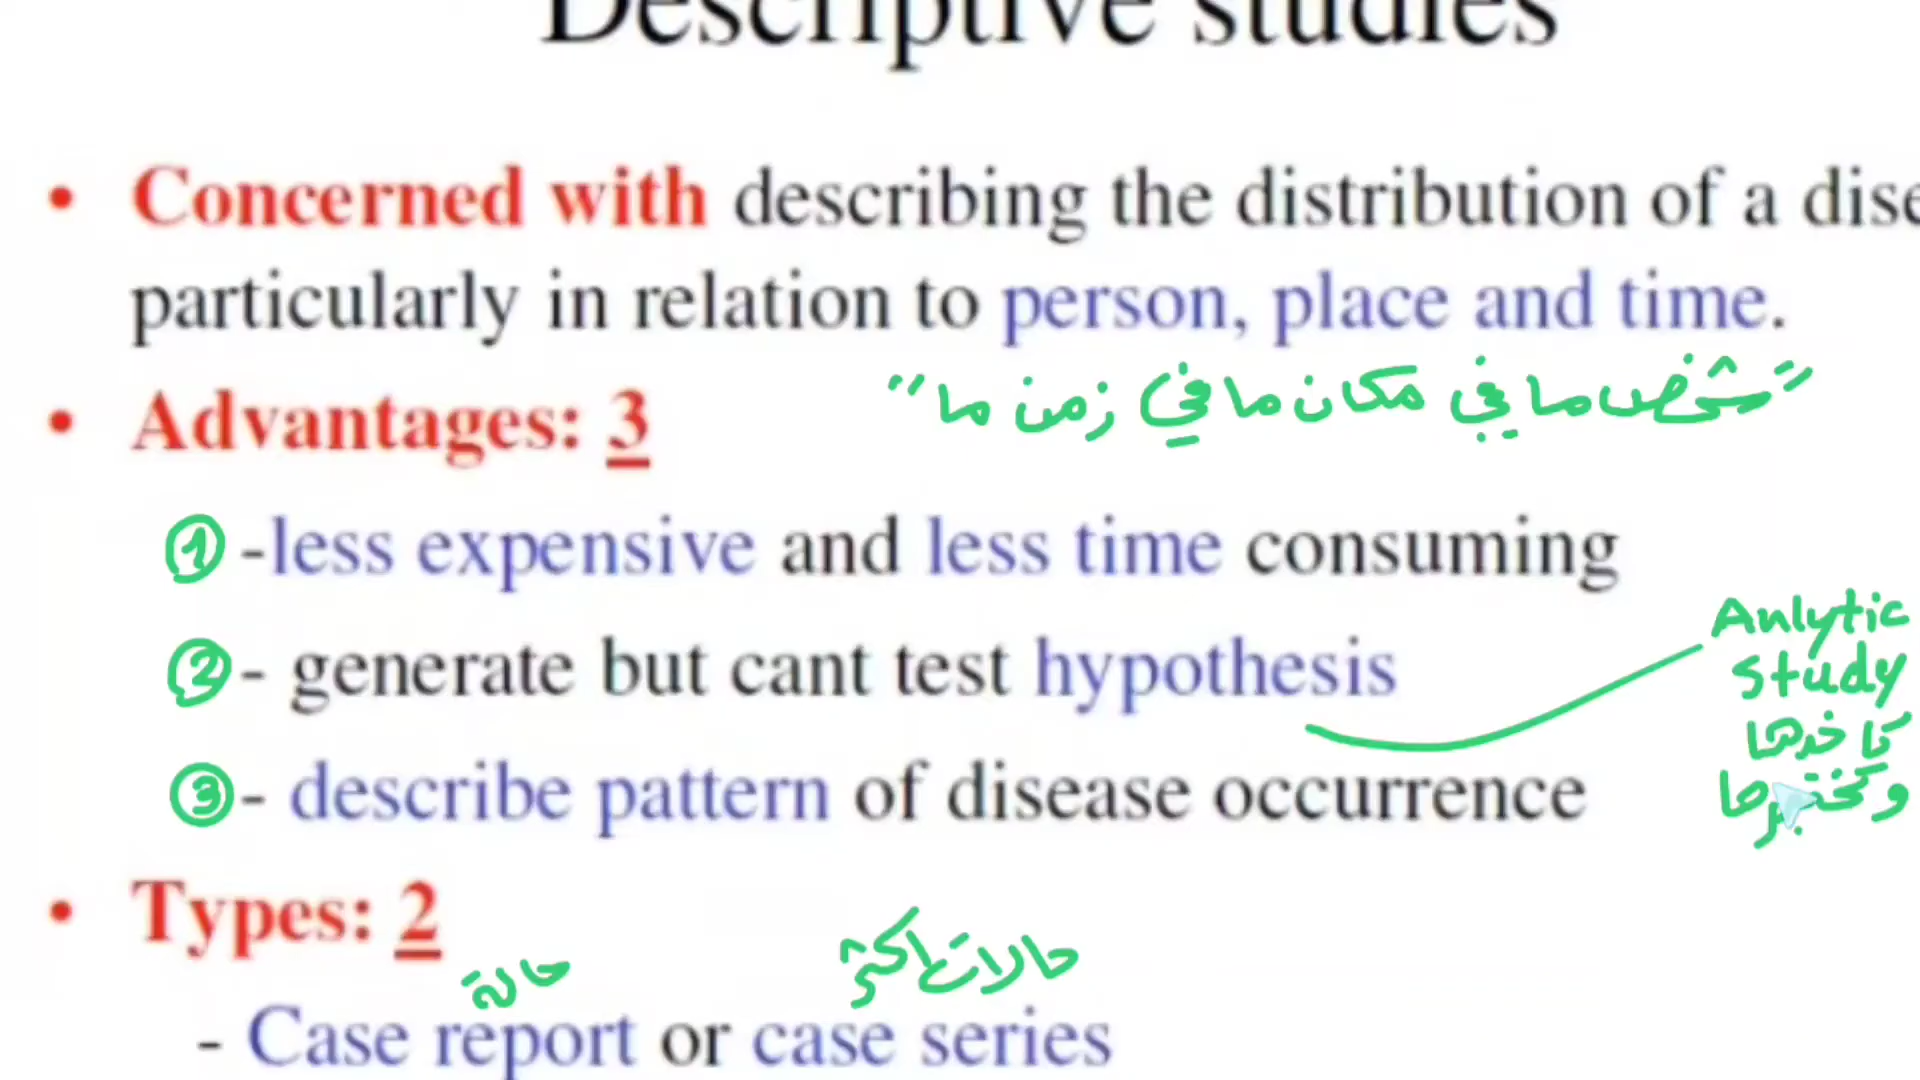 Descriptive studies
• Concerned with describing the distribution of a dise
particularly in relation to person, place and time.
"شخص ما في مكان ما في زمن ما"
• Advantages: 3
① -less expensive and less time consuming
② - generate but cant test hypothesis
Anlytic
study
تاخدها
وتختبرها
③ - describe pattern of disease occurrence
• Types: 2
حالة
حالات اكثر
- Case report or case series